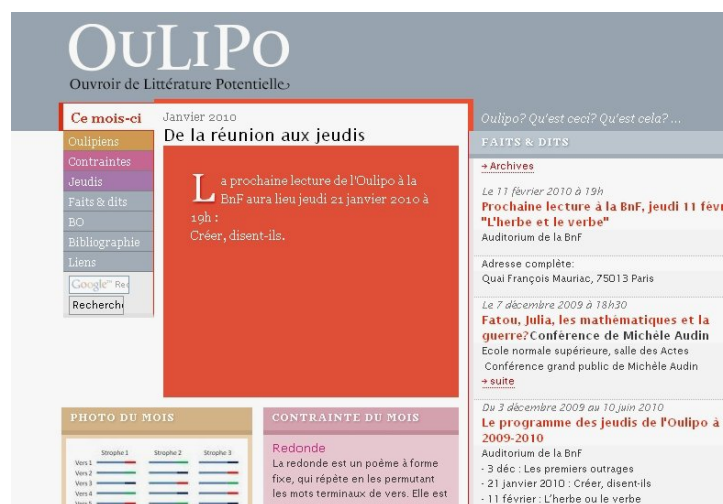 OuLiPo
Ouvroir de Littérature Potentielle
Ce mois-ci
Oulipiens
Contraintes
Jeudis
Faits & dits
BO
Bibliographie
Liens
Google™
Recherch
Janvier 2010
De la réunion aux jeudis
La prochaine lecture de l'Oulipo à la
BnF aura lieu jeudi 21 janvier 2010 à
19h :
Créer, disent-ils.
Oulipo? Qu'est ceci? Qu'est cela? ...
FAITS & DITS
→ Archives
Le 11 février 2010 à 19h
Prochaine lecture à la BnF, jeudi 11 févr
"L'herbe et le verbe"
Auditorium de la BnF
Adresse complète:
Quai François Mauriac, 75013 Paris
Le 7 décembre 2009 à 18h30
Fatou, Julia, les mathématiques et la
guerre? Conférence de Michèle Audin
Ecole normale supérieure, salle des Actes
Conférence grand public de Michèle Audin
→ suite
Du 3 décembre 2009 au 10 juin 2010
Le programme des jeudis de l'Oulipo à
2009-2010
Auditorium de la BnF
- 3 déc : Les premiers outrages
- 21 janvier 2010 : Créer, disent-ils
- 11 février : L'herbe ou le verbe
PHOTO DU MOIS
Strophe 1 Strophe 2 Strophe 3
Vers 1
Vers 2
Vers 3
Vers 4
CONTRAINTE DU MOIS
Redonde
La redonde est un poème à forme
fixe, qui répète en les permutant
les mots terminaux de vers. Elle est